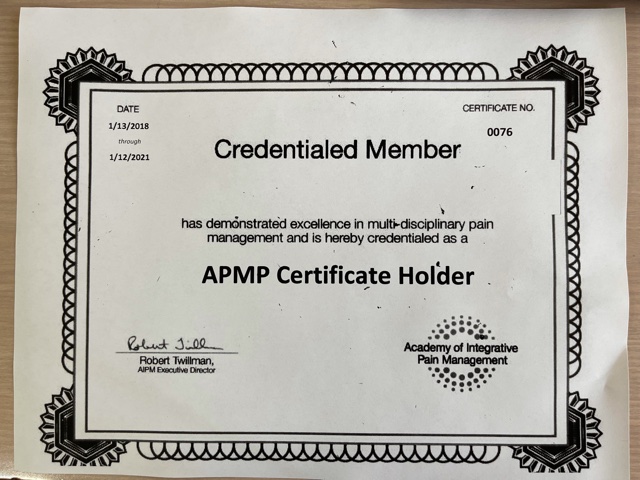 DATE
1/13/2018
through
1/12/2021
CERTIFICATE NO.
0076
Credentialed Member
has demonstrated excellence in multi-disciplinary pain
management and is hereby credentialed as a
APMP Certificate Holder
Robert Twillman,
AIPM Executive Director
Academy of Integrative
Pain Management